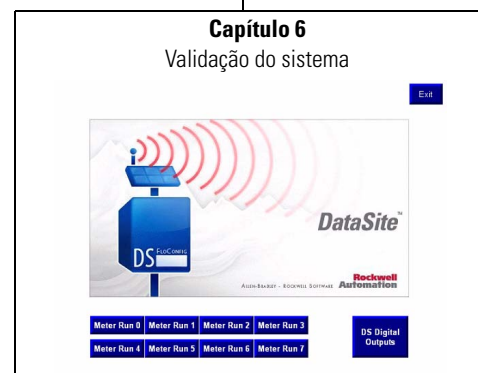 Capítulo 6
Validação do sistema
Exit
DataSite™
DS FLOCONFIG
ALLEN-BRADLEY - ROCKWELL SOFTWARE Rockwell Automation
Meter Run 0 Meter Run 1 Meter Run 2 Meter Run 3
Meter Run 4 Meter Run 5 Meter Run 6 Meter Run 7
DS Digital
Outputs